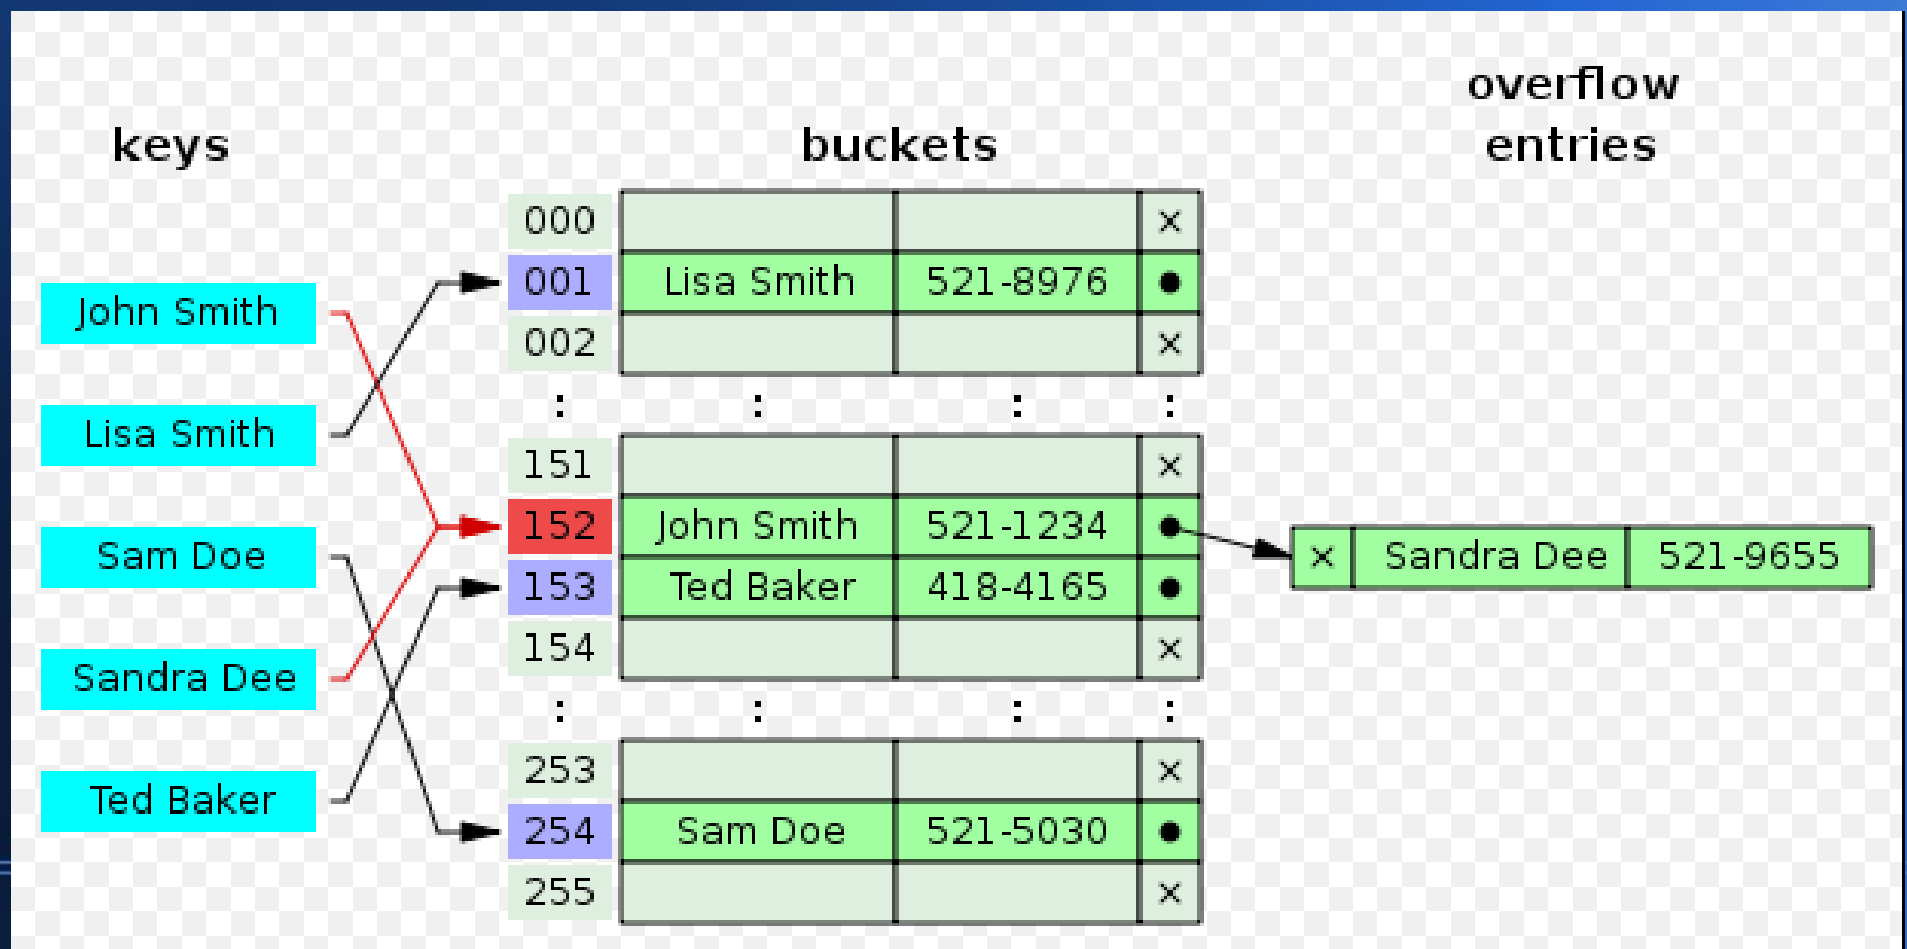 overflow
keys buckets entries
000 ×
001 Lisa Smith 521-8976 ●
John Smith
002 ×
: : : :
Lisa Smith
151 ×
152 John Smith 521-1234 ●
Sam Doe
× Sandra Dee 521-9655
153 Ted Baker 418-4165 ●
154 ×
Sandra Dee
: : : :
253 ×
Ted Baker
254 Sam Doe 521-5030 ●
255 ×